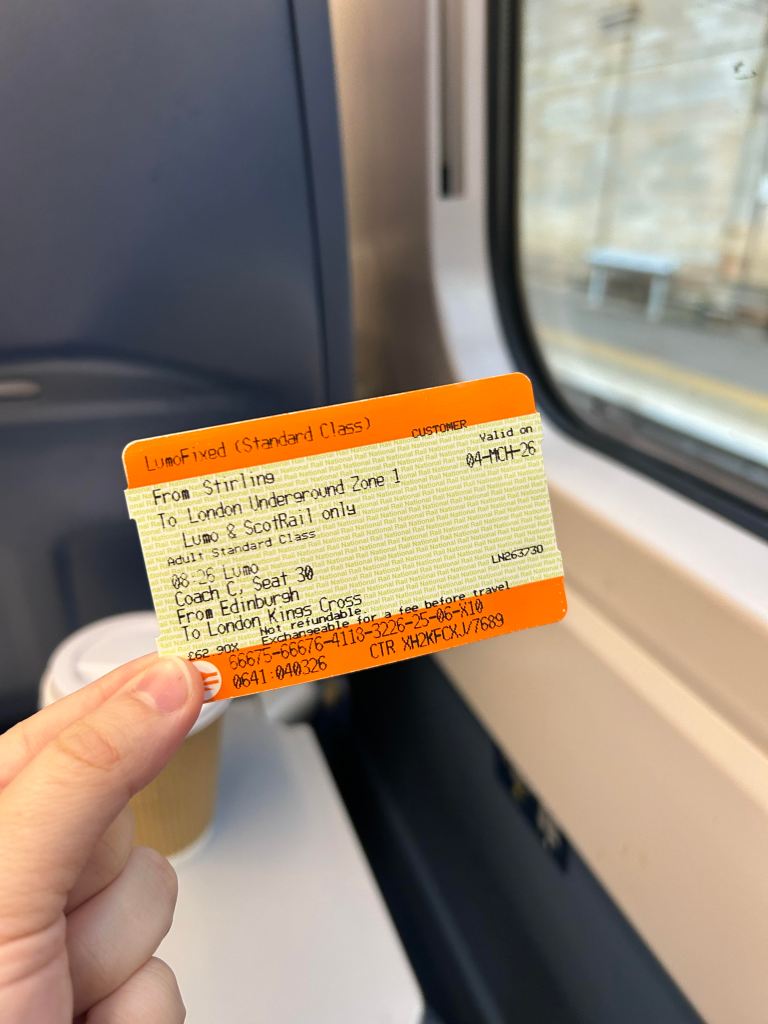 LumoFixed (Standard Class)
CUSTOMER
Valid on
04-MCH-26
From Stirling
To London Underground Zone 1
Lumo & ScotRail only
Adult Standard Class
08:26 Lumo
Coach C, Seat 30
From Edinburgh
To London Kings Cross
LN263730
£62.90X
Not refundable.
Exchangeable for a fee before travel
66675-66676-4118-3226-25-06-X10
0641:040326
CTR XH2KFCXJ/7689